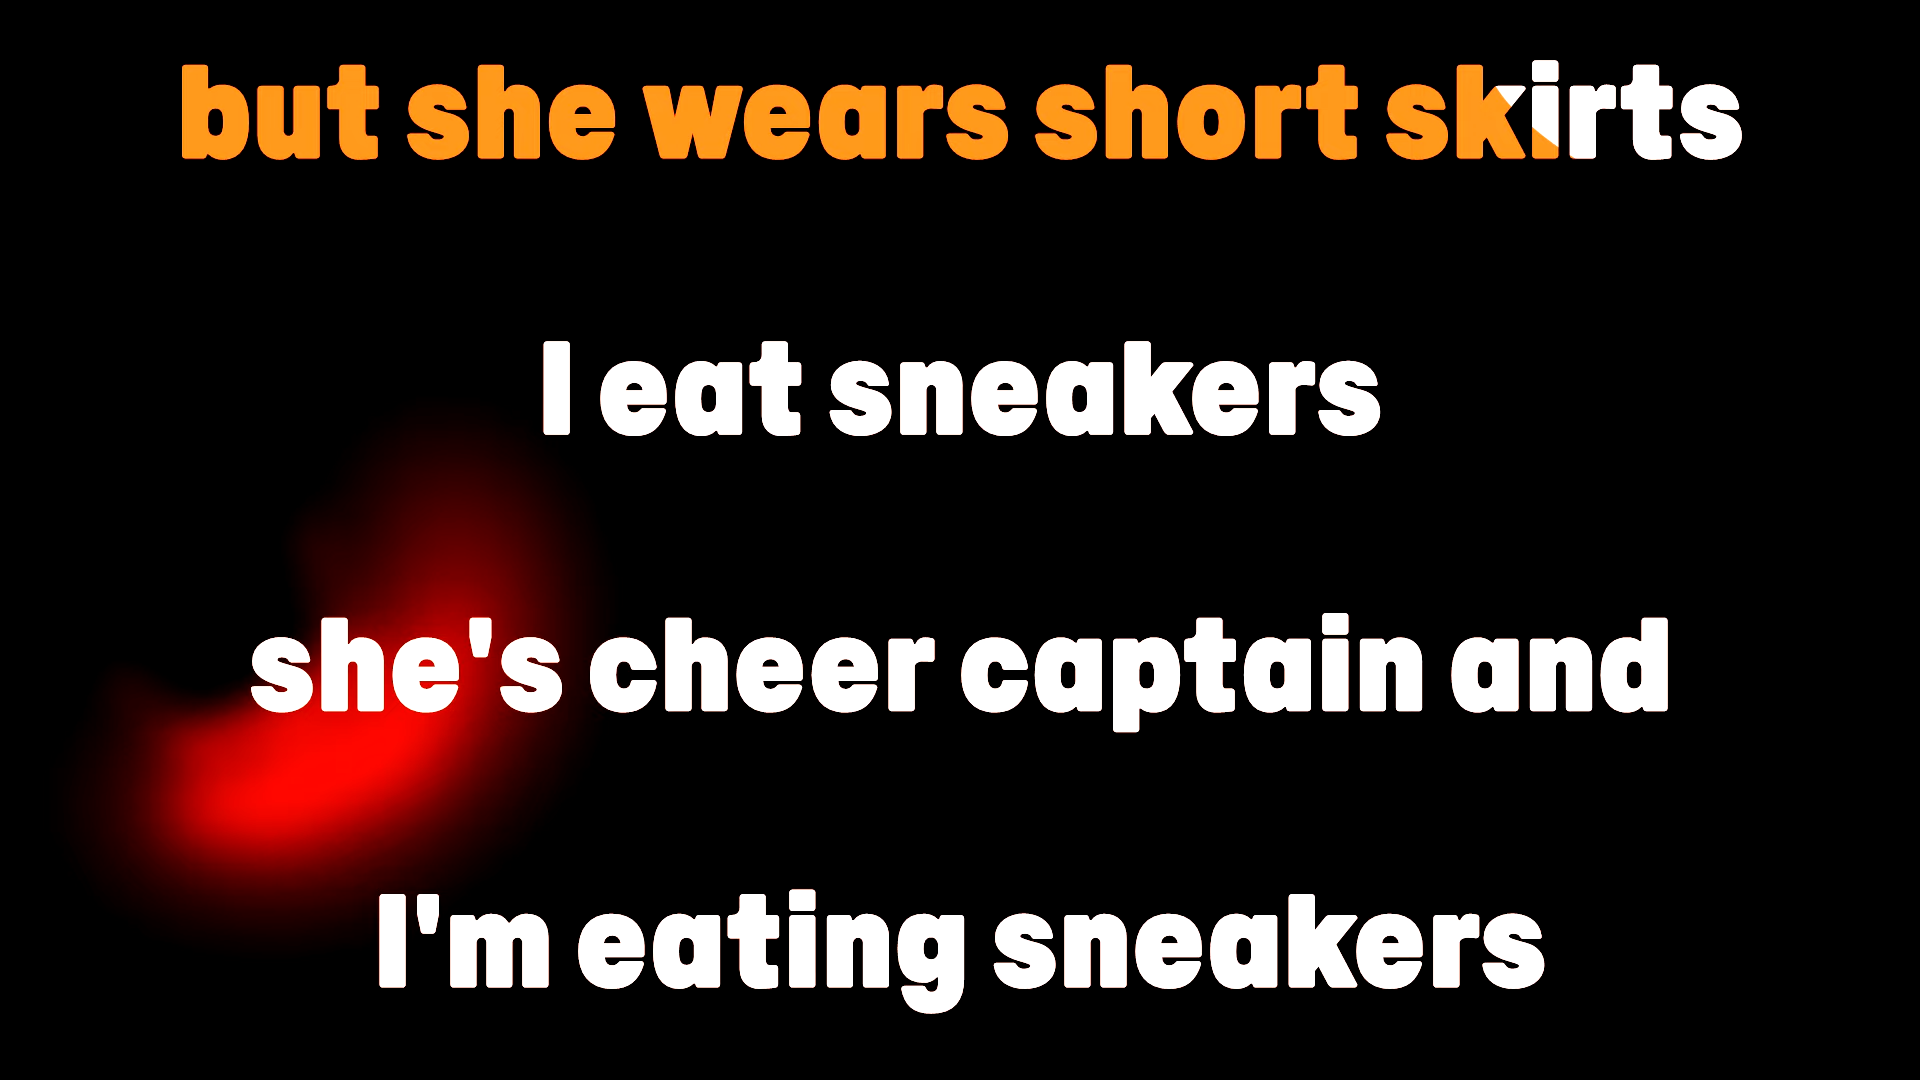 but she wears short skirts
I eat sneakers
she's cheer captain and
I'm eating sneakers